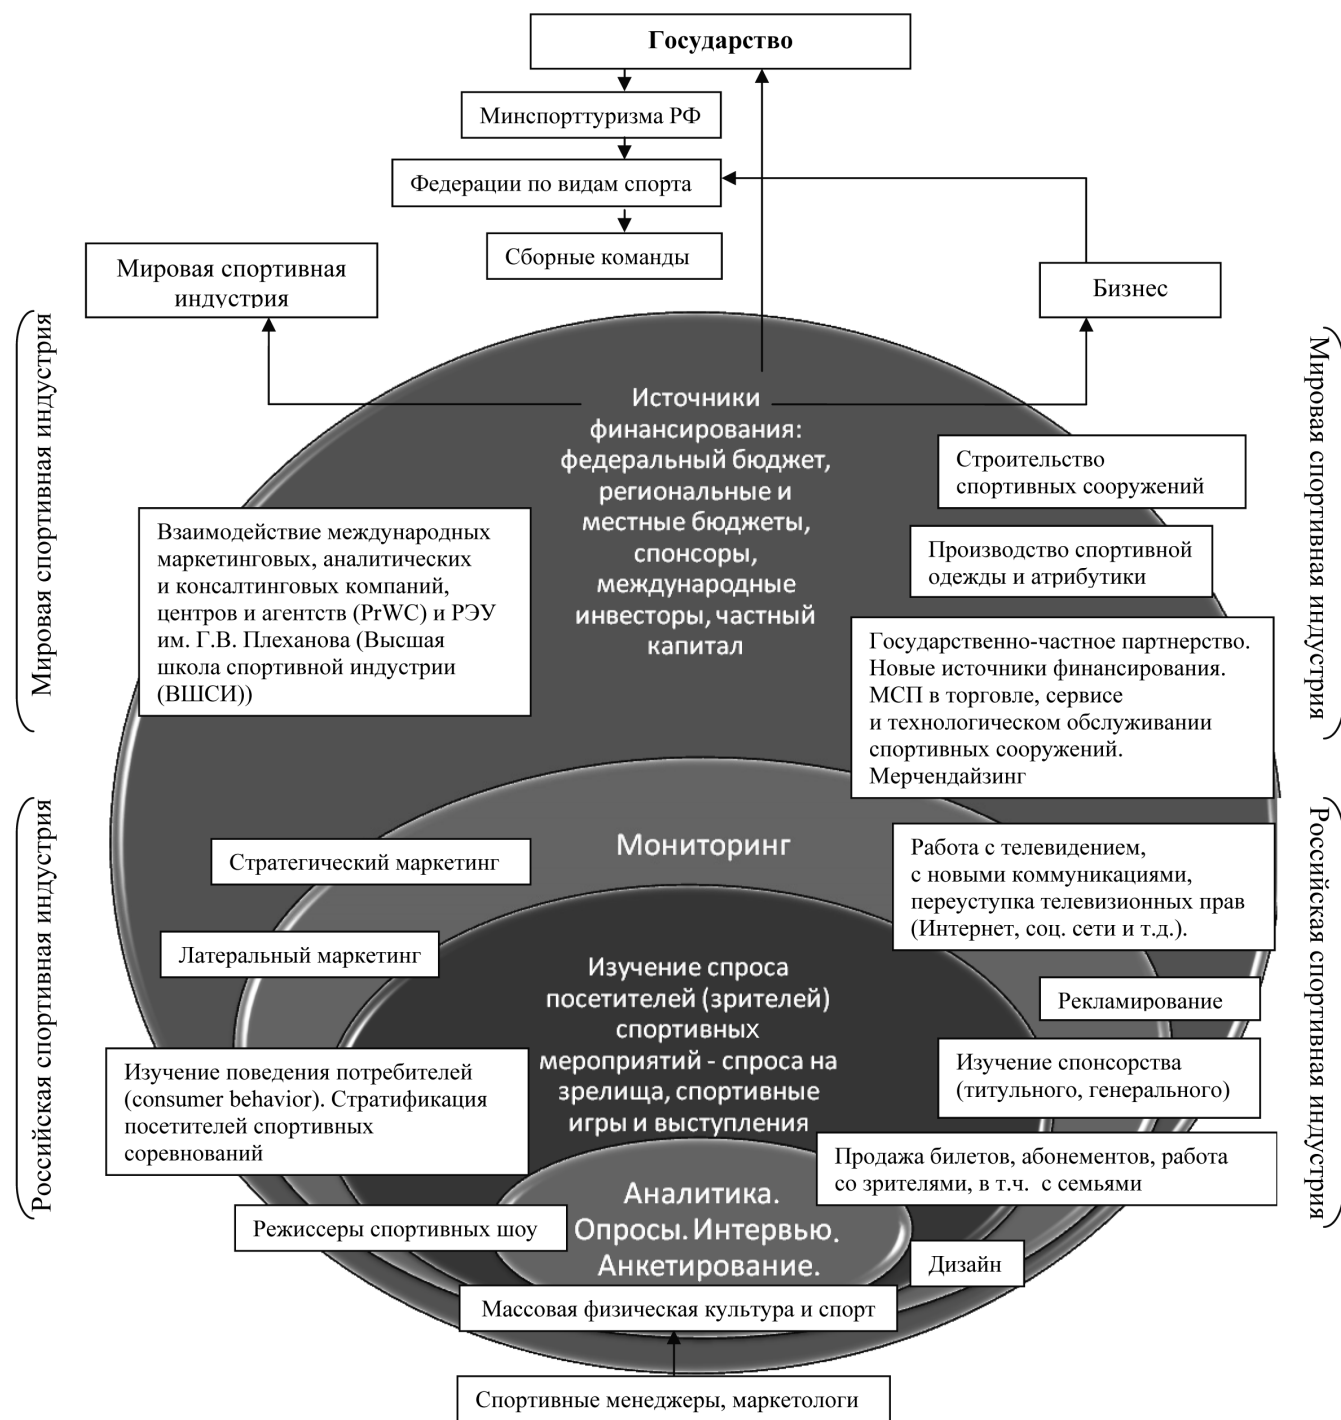 Государство
Минспорттуризма РФ
Федерации по видам спорта
Сборные команды
Мировая спортивная
индустрия
Бизнес
Мировая спортивная индустрия
Мировая спортивная индустрия
Источники
финансирования:
федеральный бюджет,
региональные и
местные бюджеты,
спонсоры,
международные
инвесторы, частный
капитал
Строительство
спортивных сооружений
Взаимодействие международных
маркетинговых, аналитических
и консалтинговых компаний,
центров и агентств (PrWC) и РЭУ
им. Г.В. Плеханова (Высшая
школа спортивной индустрии
(ВШСИ))
Производство спортивной
одежды и атрибутики
Государственно-частное партнерство.
Новые источники финансирования.
МСП в торговле, сервисе
и технологическом обслуживании
спортивных сооружений.
Мерчендайзинг
Российская спортивная индустрия
Российская спортивная индустрия
Мониторинг
Стратегический маркетинг
Работа с телевидением,
с новыми коммуникациями,
переуступка телевизионных прав
(Интернет, соц. сети и т.д.).
Латеральный маркетинг
Изучение спроса
посетителей (зрителей)
спортивных
мероприятий - спроса на
зрелища, спортивные
игры и выступления
Рекламирование
Изучение поведения потребителей
(consumer behavior). Стратификация
посетителей спортивных
соревнований
Изучение спонсорства
(титульного, генерального)
Продажа билетов, абонементов, работа
со зрителями, в т.ч. с семьями
Аналитика.
Опросы. Интервью.
Анкетирование.
Режиссеры спортивных шоу
Дизайн
Массовая физическая культура и спорт
Спортивные менеджеры, маркетологи